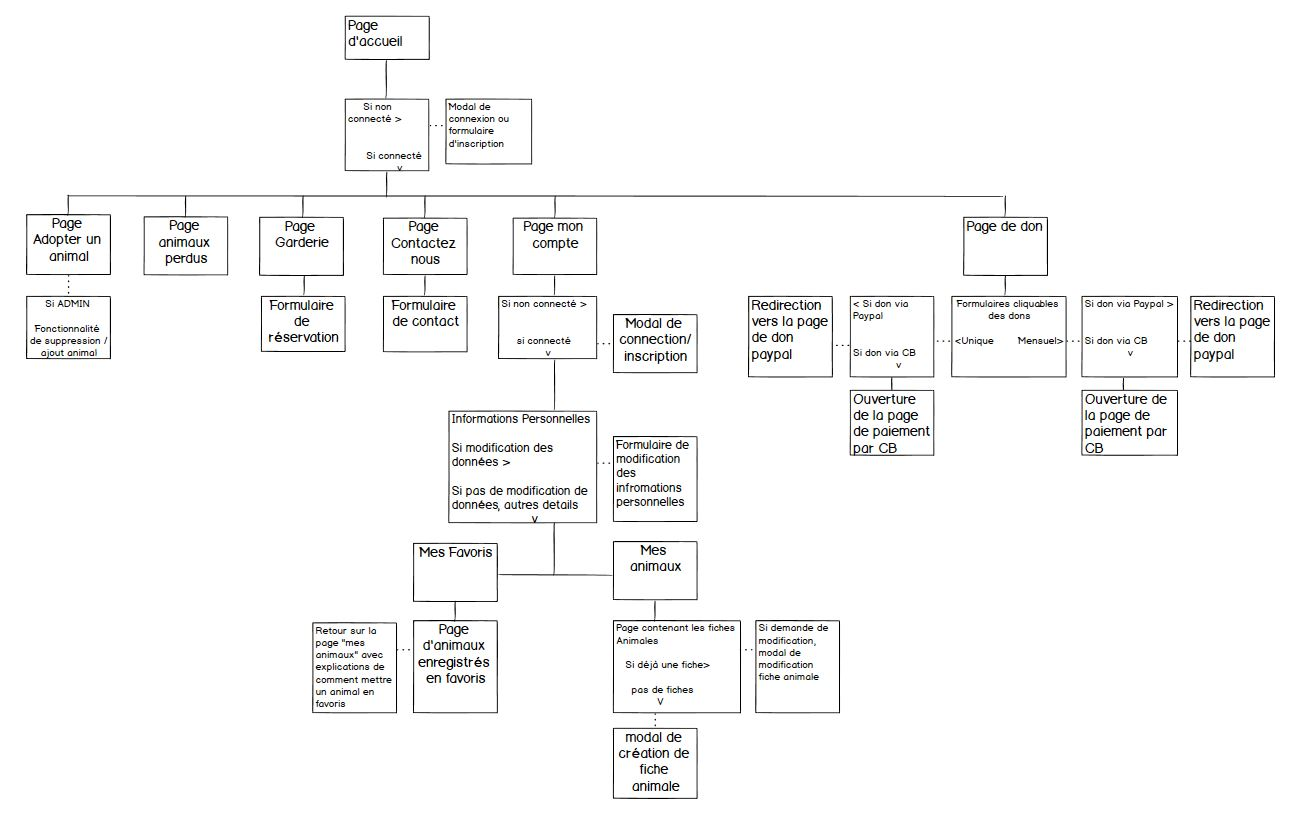 Page
d'accueil
Si non
connecté >
Si connecté
v
Modal de
connexion ou
formulaire
d'inscription
Page
Adopter un
animal
Page
animaux
perdus
Page
Garderie
Page
Contactez
nous
Page mon
compte
Page de don
Si ADMIN
Fonctionnalité
de suppression /
ajout animal
Formulaire
de
réservation
Formulaire
de contact
Si non connecté >
si connecté
v
Modal de
connection/
inscription
Redirection
vers la page
de don
paypal
< Si don via
Paypal
Si don via CB
v
Formulaires cliquables
des dons
<Unique Mensuel>
Si don via Paypal >
Si don via CB
v
Redirection
vers la page
de don
paypal
Ouverture
de la page
de paiement
par CB
Ouverture de
la page de
paiement par
CB
Informations Personnelles
Si modification des
données >
Si pas de modification de
données, autres details
v
Formulaire de
modification
des
infromations
personnelles
Mes Favoris
Mes
animaux
Retour sur la
page "mes
animaux" avec
explications de
comment mettre
un animal en
favoris
Page
d'animaux
enregistrés
en favoris
Page contenant les fiches
Animales
Si déjà une fiche>
pas de fiches
V
Si demande de
modification,
modal de
modification
fiche animale
modal de
création de
fiche
animale